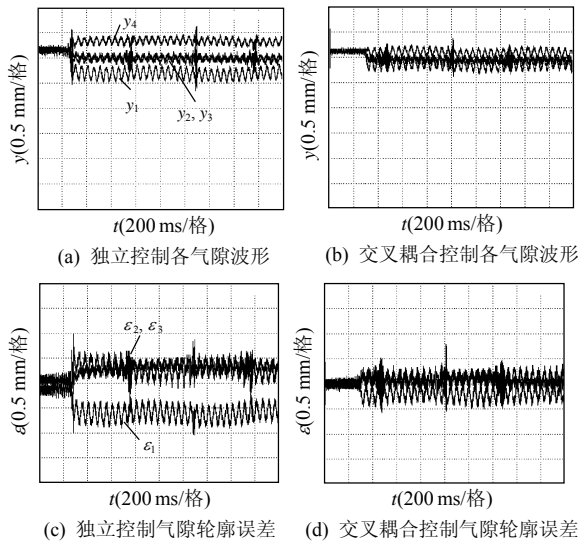 y4
y2, y3
y1
y(0.5 mm/格)
t(200 ms/格)
(a) 独立控制各气隙波形
y(0.5 mm/格)
t(200 ms/格)
(b) 交叉耦合控制各气隙波形
ε2, ε3
ε1
ε(0.5 mm/格)
t(200 ms/格)
(c) 独立控制气隙轮廓误差
ε(0.5 mm/格)
t(200 ms/格)
(d) 交叉耦合控制气隙轮廓误差